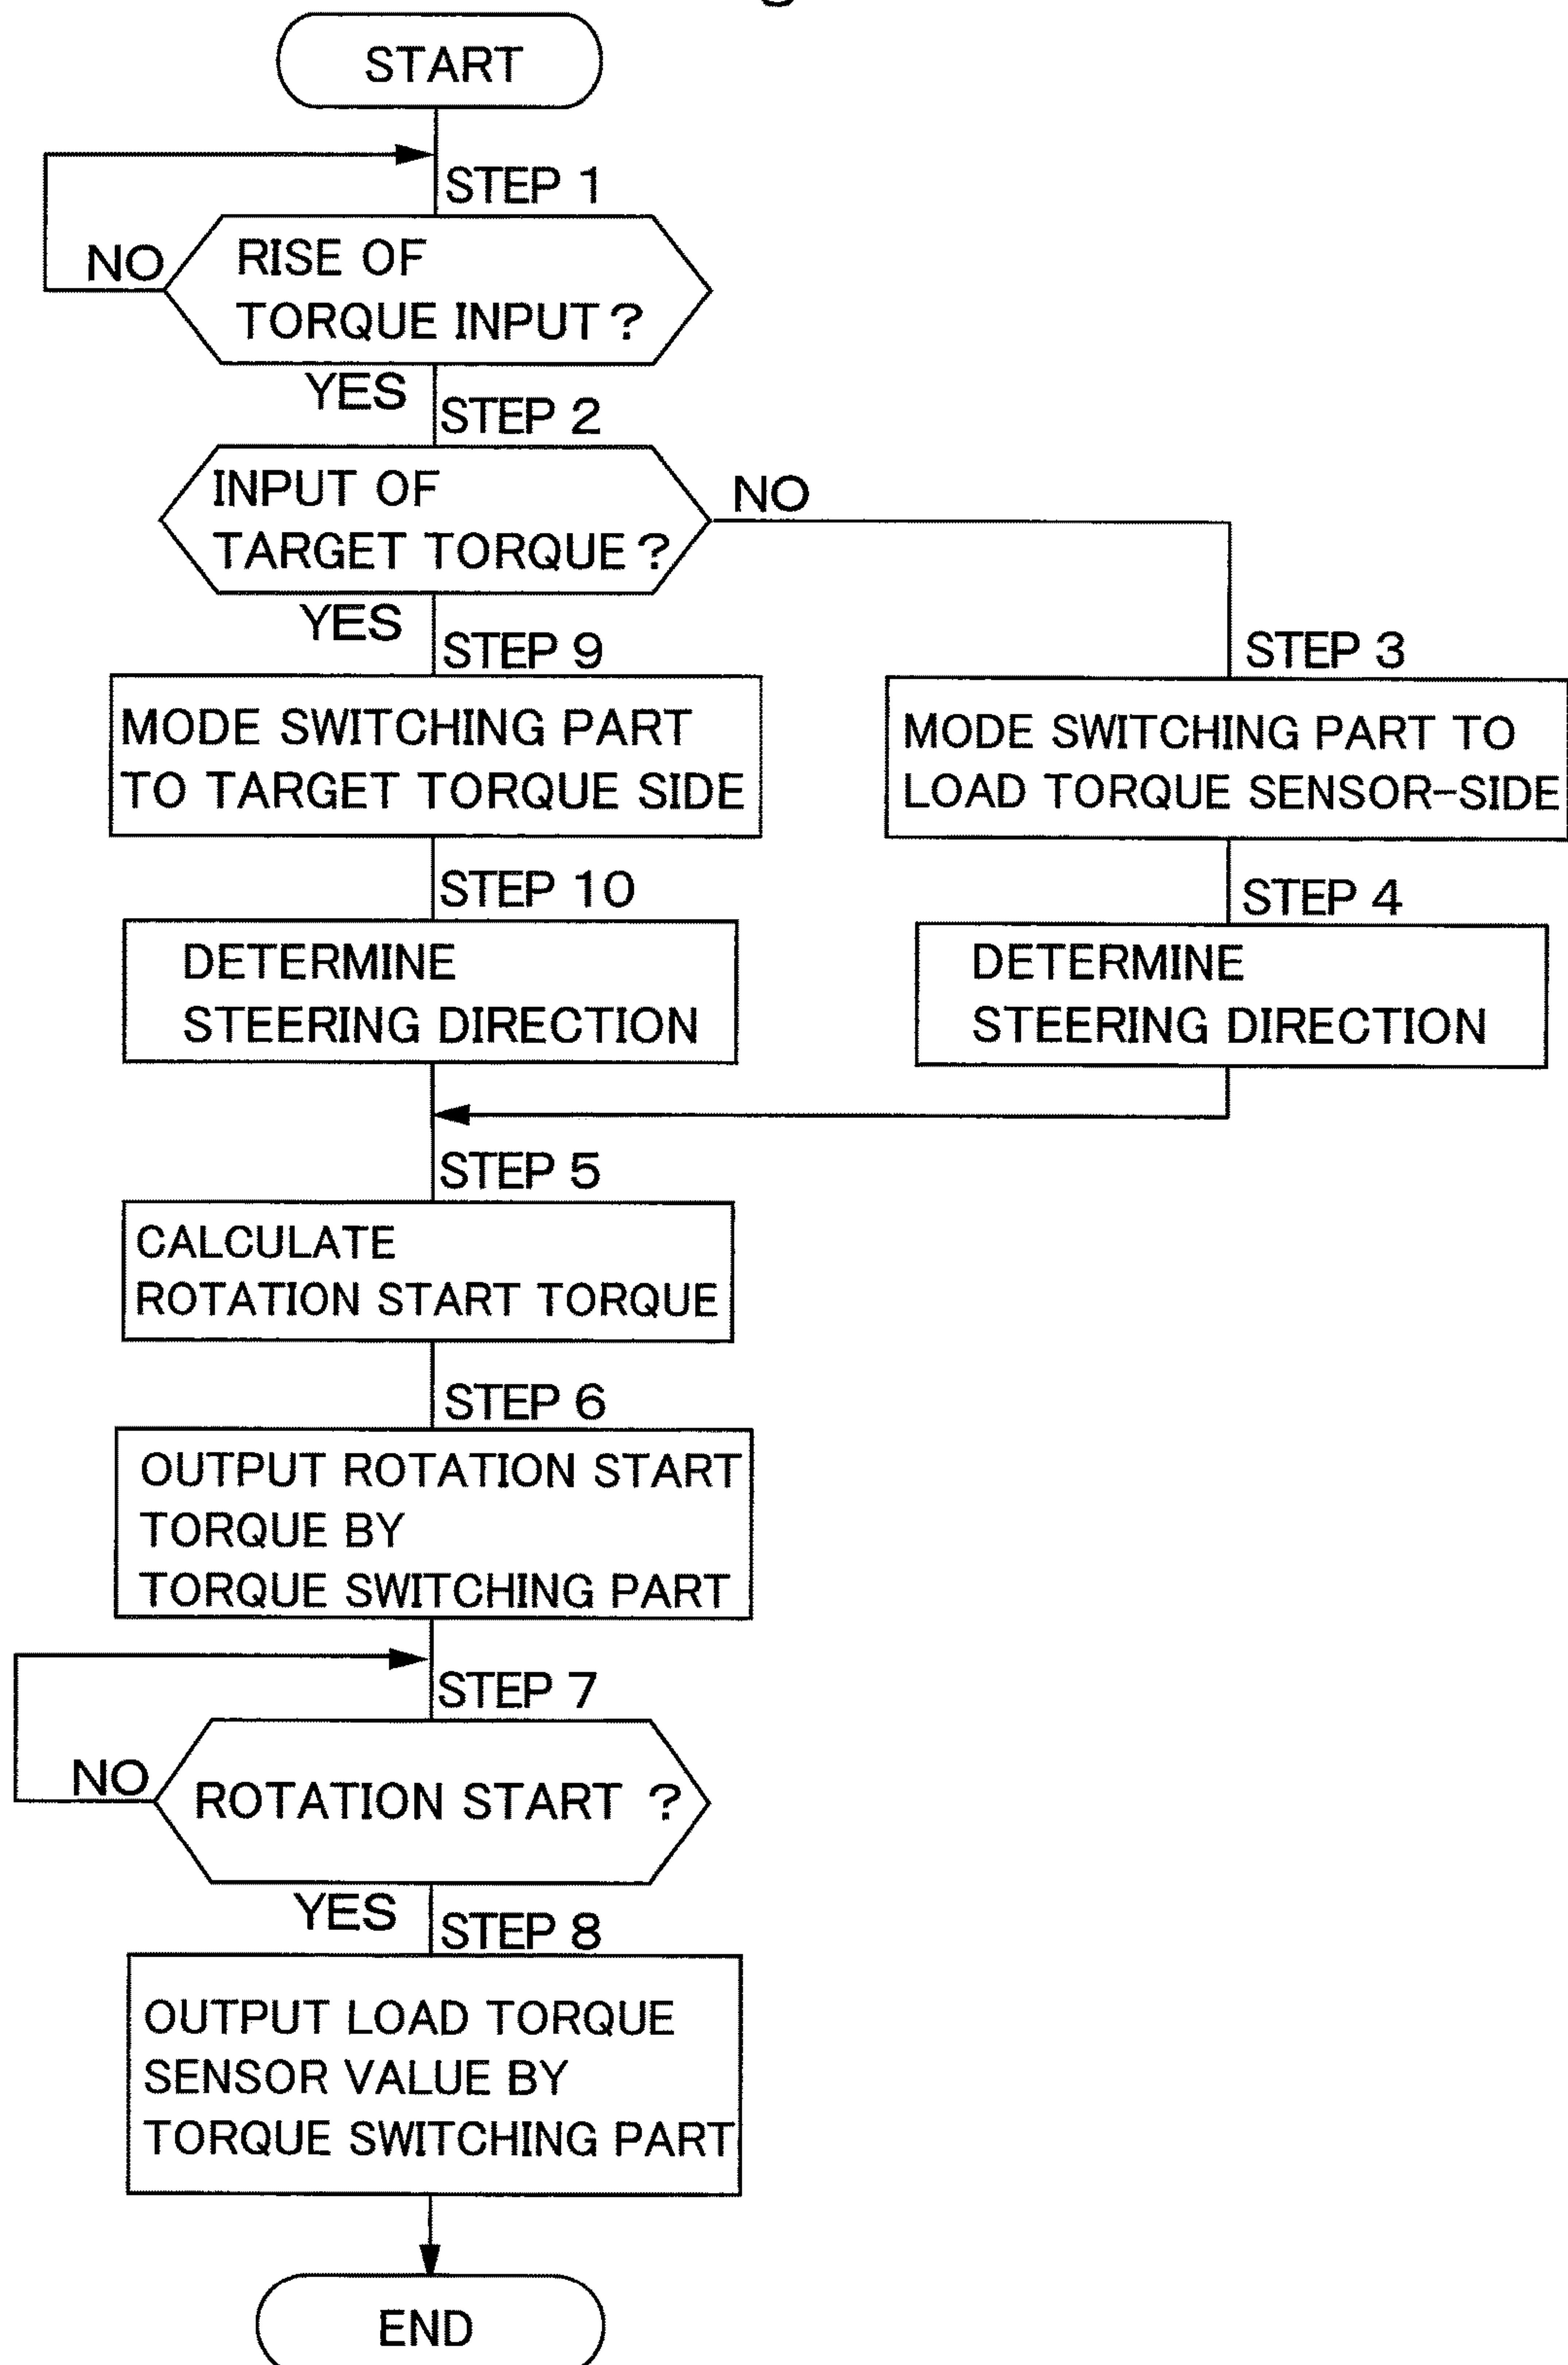 START
STEP 1
NO
RISE OF
TORQUE INPUT ?
YES
STEP 2
INPUT OF
TARGET TORQUE ?
NO
YES
STEP 9
MODE SWITCHING PART
TO TARGET TORQUE SIDE
STEP 3
MODE SWITCHING PART TO
LOAD TORQUE SENSOR-SIDE
STEP 10
DETERMINE
STEERING DIRECTION
STEP 4
DETERMINE
STEERING DIRECTION
STEP 5
CALCULATE
ROTATION START TORQUE
STEP 6
OUTPUT ROTATION START
TORQUE BY
TORQUE SWITCHING PART
STEP 7
NO
ROTATION START ?
YES
STEP 8
OUTPUT LOAD TORQUE
SENSOR VALUE BY
TORQUE SWITCHING PART
END